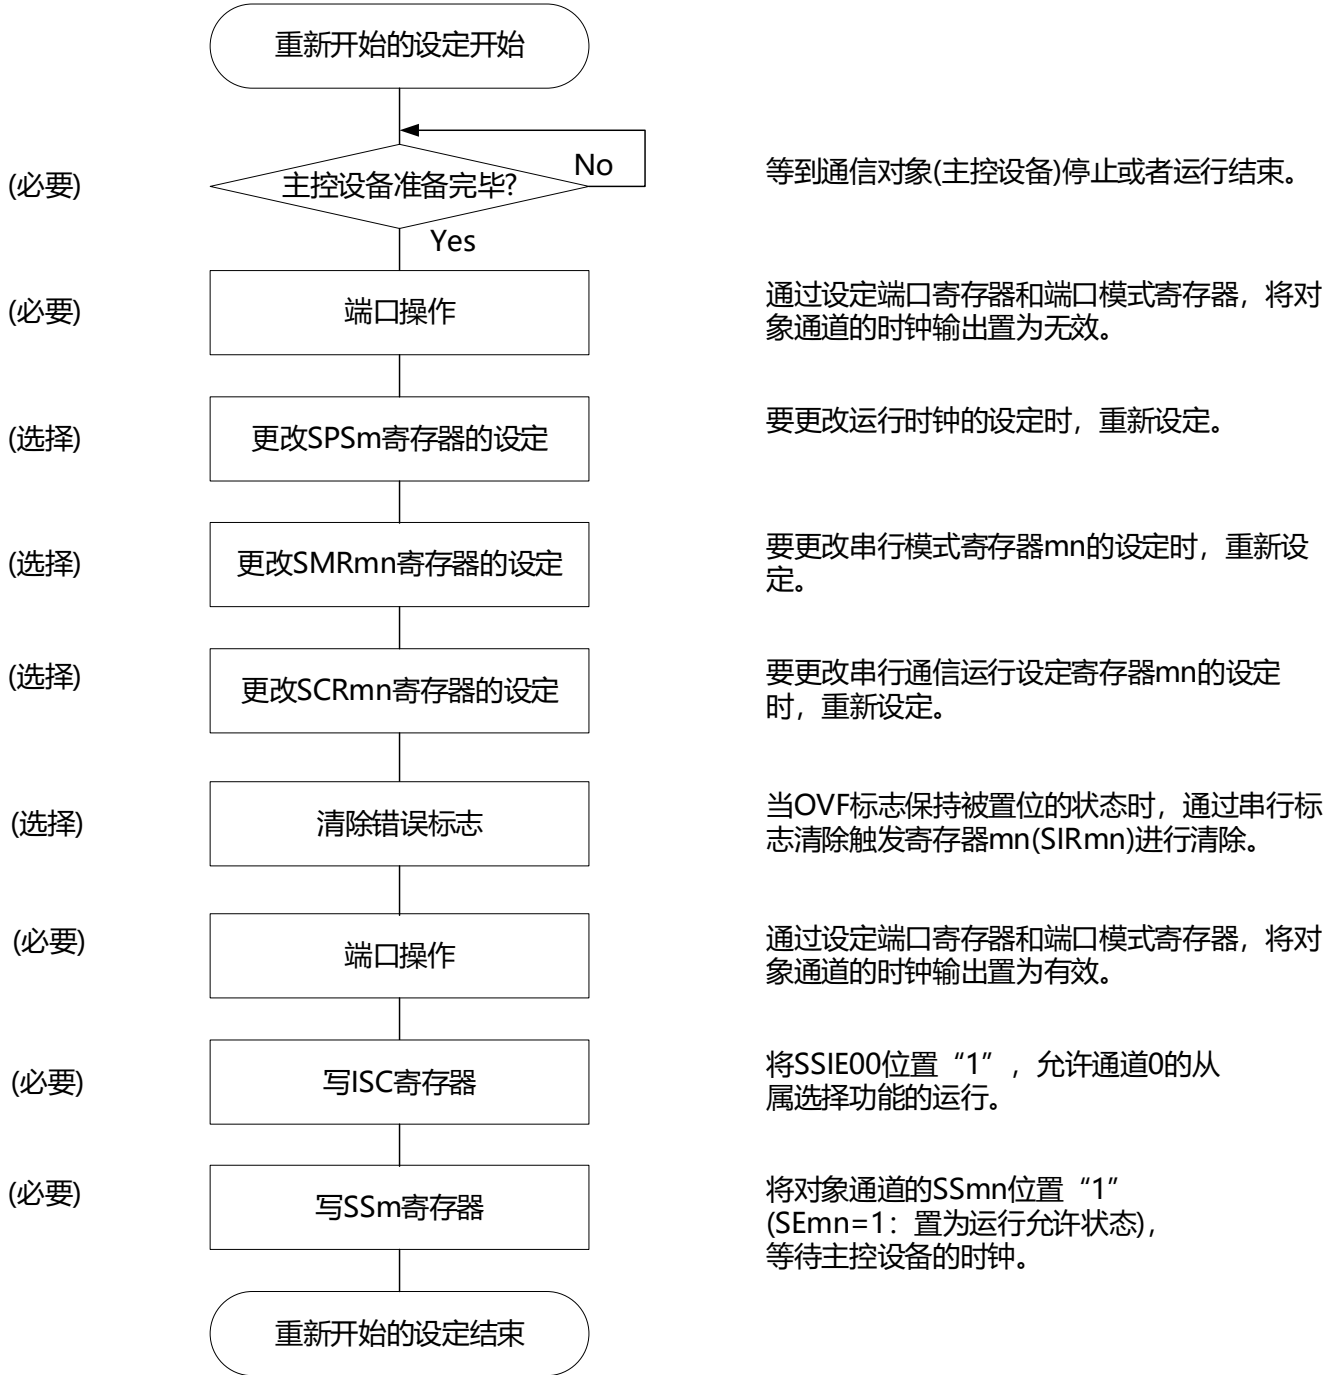 重新开始的设定开始
(必要)
主控设备准备完毕?
No
等到通信对象(主控设备)停止或者运行结束。
Yes
(必要)
端口操作
通过设定端口寄存器和端口模式寄存器，将对
象通道的时钟输出置为无效。
(选择)
更改SPSm寄存器的设定
要更改运行时钟的设定时，重新设定。
(选择)
更改SMRmn寄存器的设定
要更改串行模式寄存器mn的设定时，重新设
定。
(选择)
更改SCRmn寄存器的设定
要更改串行通信运行设定寄存器mn的设定
时，重新设定。
(选择)
清除错误标志
当OVF标志保持被置位的状态时，通过串行标
志清除触发寄存器mn(SIRmn)进行清除。
(必要)
端口操作
通过设定端口寄存器和端口模式寄存器，将对
象通道的时钟输出置为有效。
(必要)
写ISC寄存器
将SSIE00位置“1”，允许通道0的从
属选择功能的运行。
(必要)
写SSm寄存器
将对象通道的SSmn位置“1”
(SEmn=1：置为运行允许状态)，
等待主控设备的时钟。
重新开始的设定结束